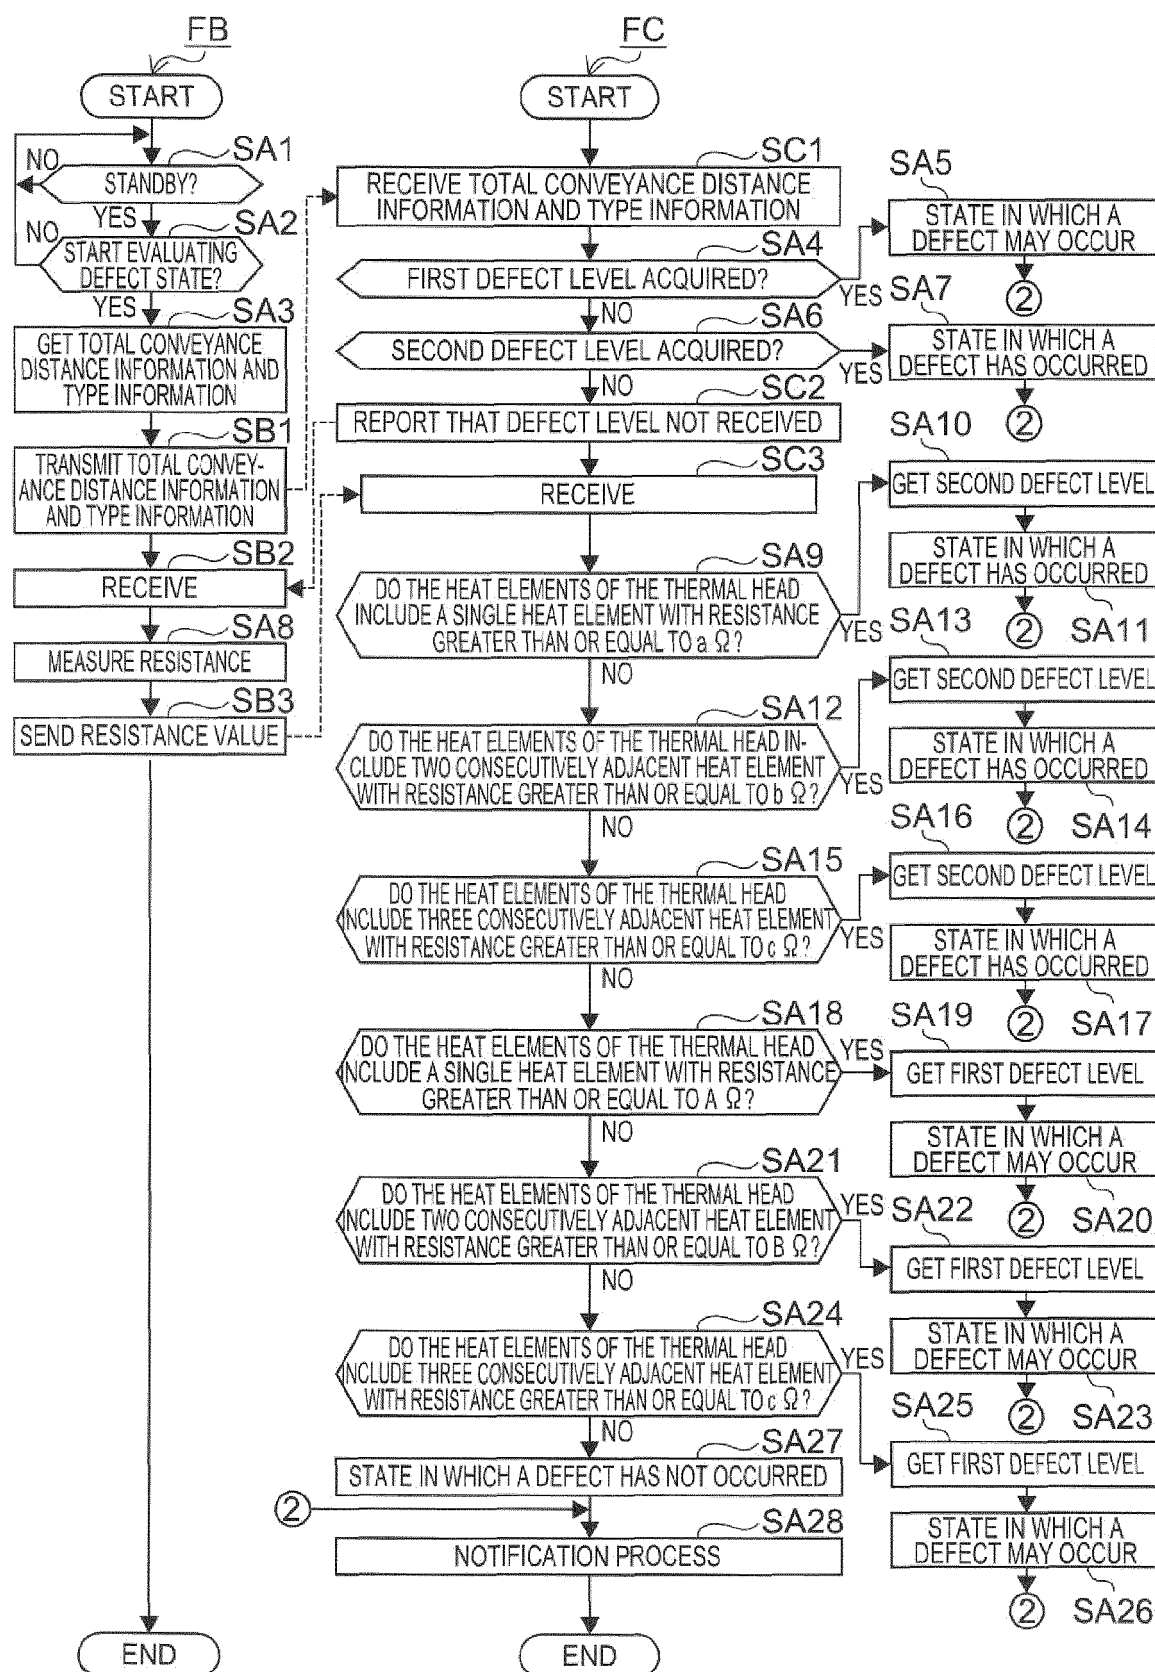 FB
START
SA1
NO
STANDBY?
YES
SA2
NO
START EVALUATING
DEFECT STATE?
YES
SA3
GET TOTAL CONVEYANCE
DISTANCE INFORMATION AND
TYPE INFORMATION
SB1
TRANSMIT TOTAL CONVEY-
ANCE DISTANCE INFORMATION
AND TYPE INFORMATION
SB2
RECEIVE
SA8
MEASURE RESISTANCE
SB3
SEND RESISTANCE VALUE
END
FC
START
SC1
RECEIVE TOTAL CONVEYANCE DISTANCE
INFORMATION AND TYPE INFORMATION
SA4
FIRST DEFECT LEVEL ACQUIRED?
YES
NO
SA5
STATE IN WHICH A
DEFECT MAY OCCUR
2
SA6
SECOND DEFECT LEVEL ACQUIRED?
YES
NO
SA7
STATE IN WHICH A
DEFECT HAS OCCURRED
2
SC2
REPORT THAT DEFECT LEVEL NOT RECEIVED
SC3
RECEIVE
SA9
DO THE HEAT ELEMENTS OF THE THERMAL HEAD
INCLUDE A SINGLE HEAT ELEMENT WITH RESISTANCE
GREATER THAN OR EQUAL TO a Ω?
YES
NO
SA10
GET SECOND DEFECT LEVEL
STATE IN WHICH A
DEFECT HAS OCCURRED
2
SA11
SA12
DO THE HEAT ELEMENTS OF THE THERMAL HEAD IN-
CLUDE TWO CONSECUTIVELY ADJACENT HEAT ELEMENT
WITH RESISTANCE GREATER THAN OR EQUAL TO b Ω?
YES
NO
SA13
GET SECOND DEFECT LEVEL
STATE IN WHICH A
DEFECT HAS OCCURRED
2
SA14
SA15
DO THE HEAT ELEMENTS OF THE THERMAL HEAD
INCLUDE THREE CONSECUTIVELY ADJACENT HEAT ELEMENT
WITH RESISTANCE GREATER THAN OR EQUAL TO c Ω?
YES
NO
SA16
GET SECOND DEFECT LEVEL
STATE IN WHICH A
DEFECT HAS OCCURRED
2
SA17
SA18
DO THE HEAT ELEMENTS OF THE THERMAL HEAD
INCLUDE A SINGLE HEAT ELEMENT WITH RESISTANCE
GREATER THAN OR EQUAL TO A Ω?
YES
NO
SA19
GET FIRST DEFECT LEVEL
STATE IN WHICH A
DEFECT MAY OCCUR
2
SA20
SA21
DO THE HEAT ELEMENTS OF THE THERMAL HEAD
INCLUDE TWO CONSECUTIVELY ADJACENT HEAT ELEMENT
WITH RESISTANCE GREATER THAN OR EQUAL TO B Ω?
YES
NO
SA22
GET FIRST DEFECT LEVEL
STATE IN WHICH A
DEFECT MAY OCCUR
2
SA23
SA24
DO THE HEAT ELEMENTS OF THE THERMAL HEAD
INCLUDE THREE CONSECUTIVELY ADJACENT HEAT ELEMENT
WITH RESISTANCE GREATER THAN OR EQUAL TO c Ω?
YES
NO
SA25
GET FIRST DEFECT LEVEL
STATE IN WHICH A
DEFECT MAY OCCUR
2
SA26
SA27
STATE IN WHICH A DEFECT HAS NOT OCCURRED
2
SA28
NOTIFICATION PROCESS
END